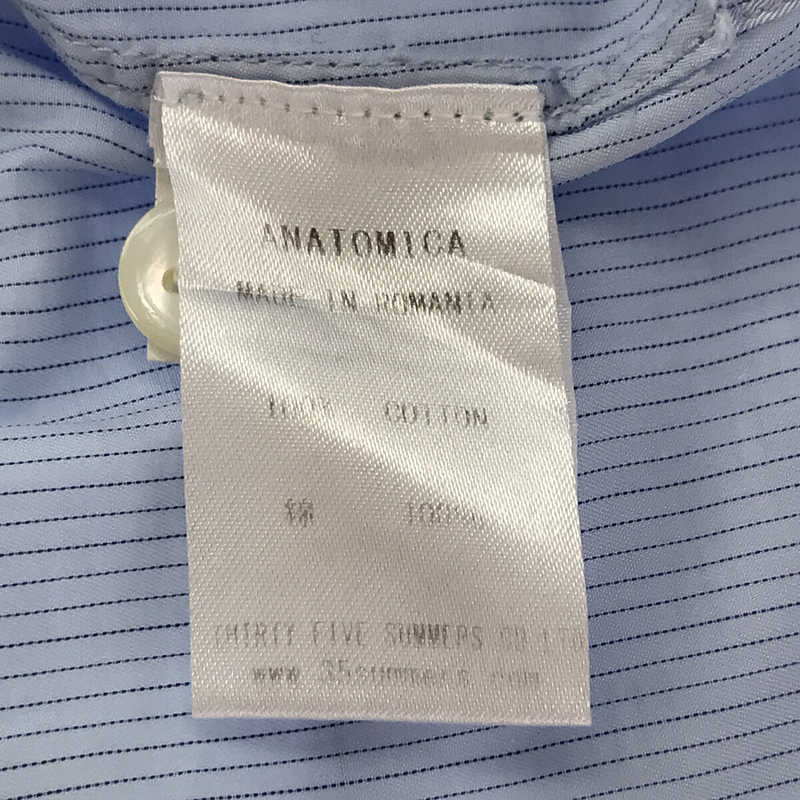 ANATOMICA
MADE IN ROMANIA
100% COTTON
綿 100%
THIRTY FIVE SUMMERS CO LTD
www.35summers.com